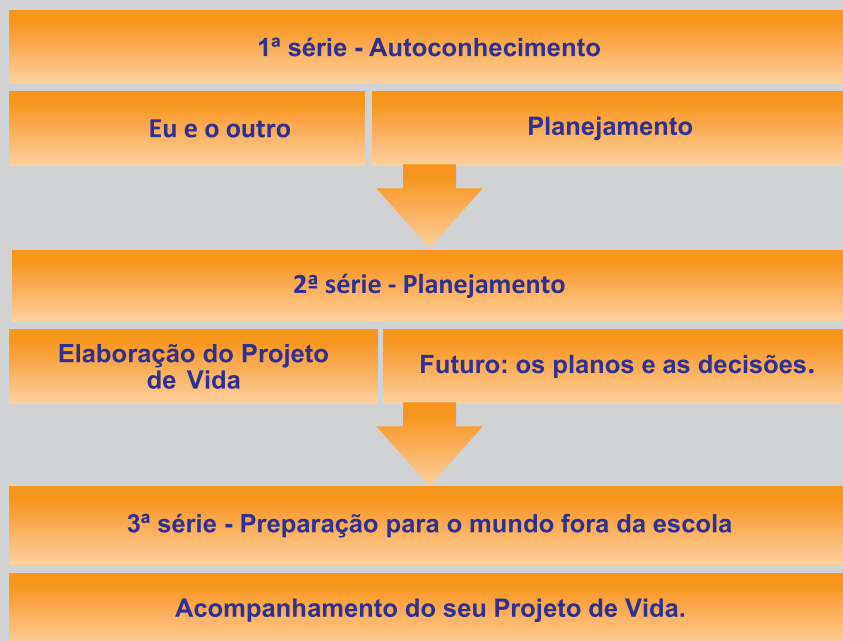 1ª série - Autoconhecimento
Eu e o outro
Planejamento
2ª série - Planejamento
Elaboração do Projeto
de Vida
Futuro: os planos e as decisões.
3ª série - Preparação para o mundo fora da escola
Acompanhamento do seu Projeto de Vida.